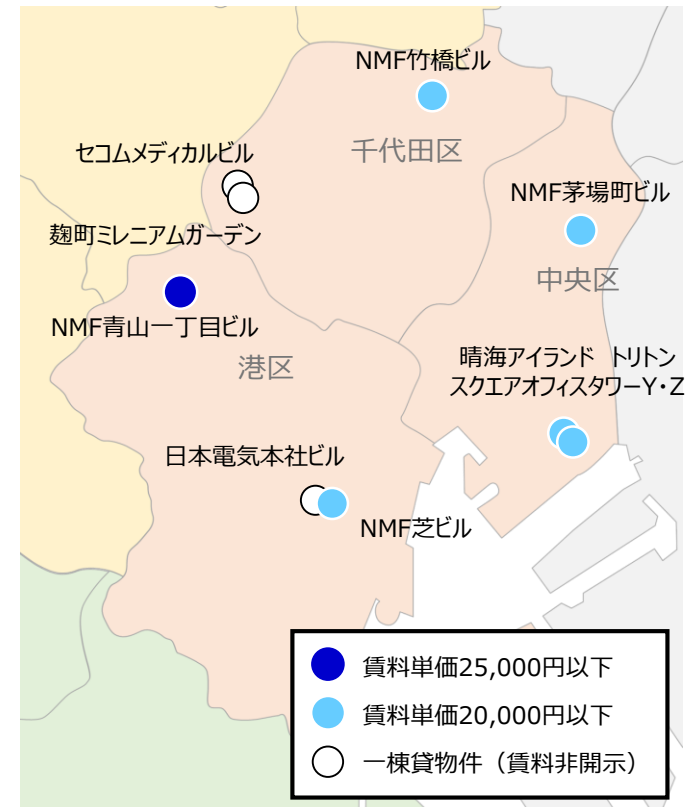 NMF竹橋ビル
千代田区
セコムメディカルビル
NMF茅場町ビル
麹町ミレニアムガーデン
中央区
NMF青山一丁目ビル
港区
晴海アイランド　トリトン
スクエアオフィスタワーY・Z
日本電気本社ビル
NMF芝ビル
賃料単価25,000円以下
賃料単価20,000円以下
一棟貸物件（賃料非開示）